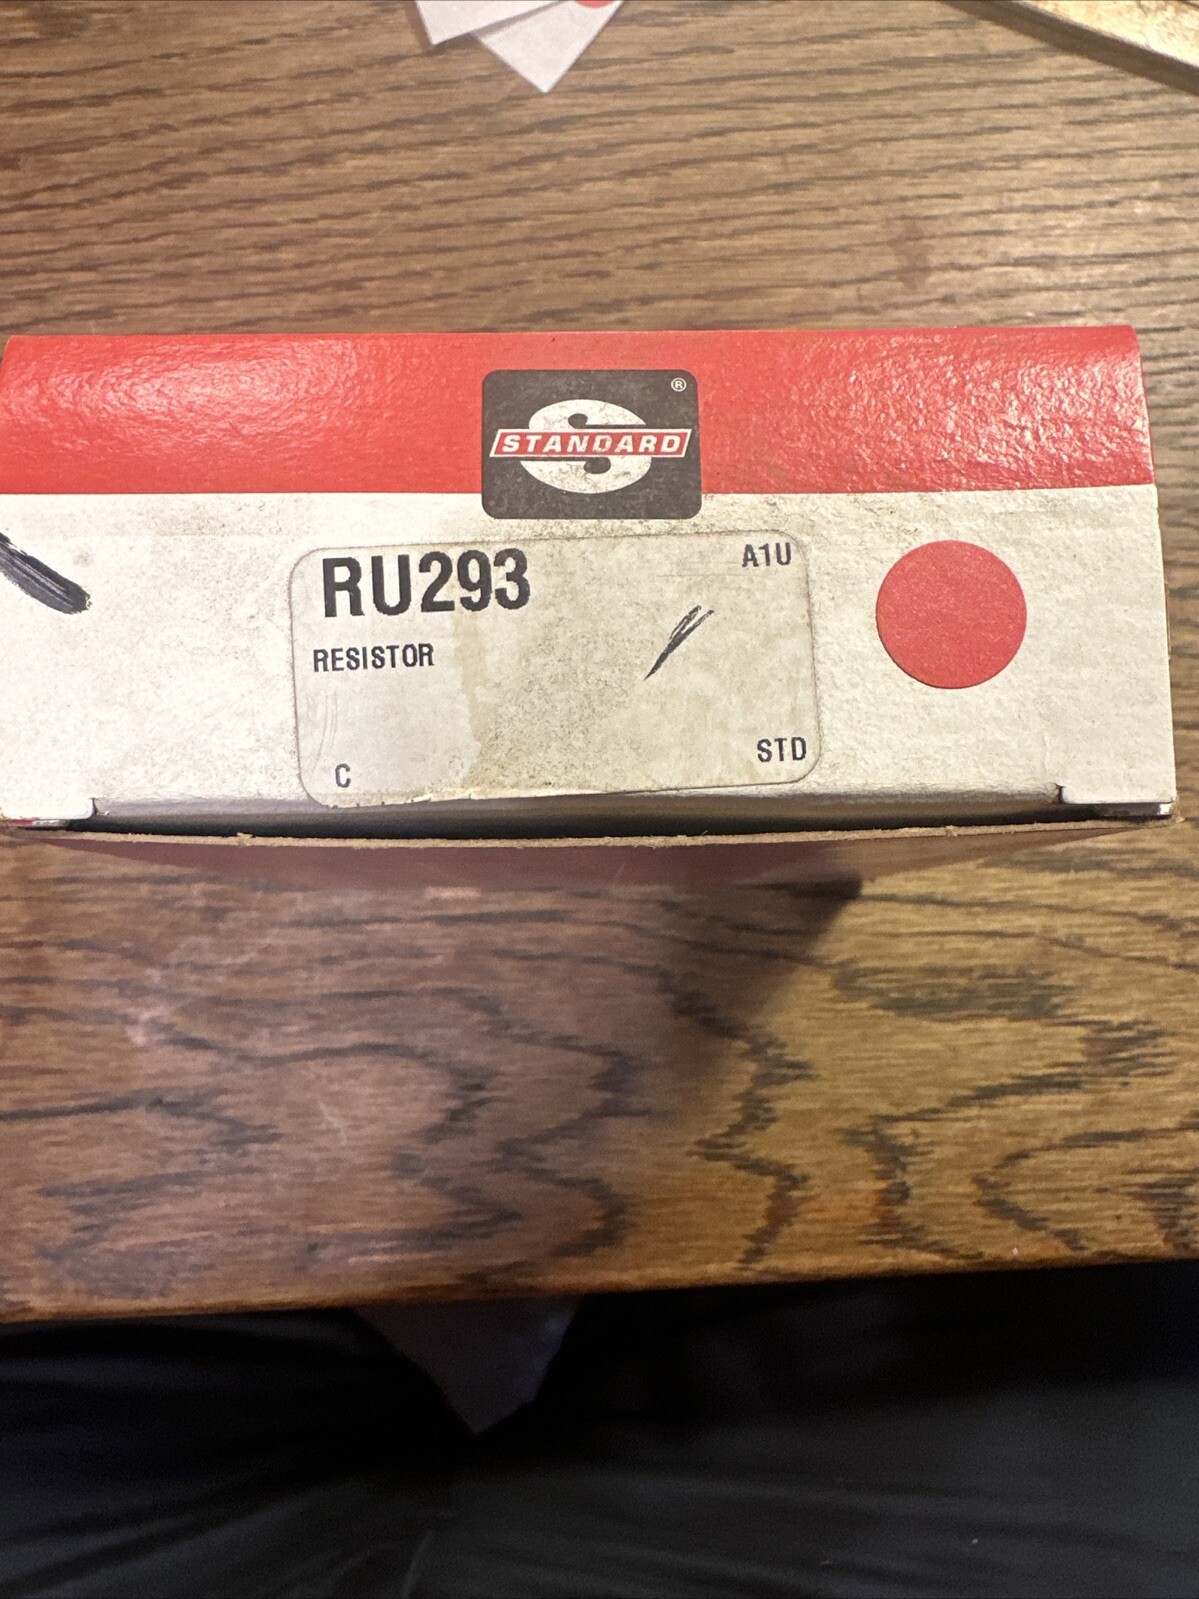 ®
STANDARD
RU293
A1U
RESISTOR
C
STD